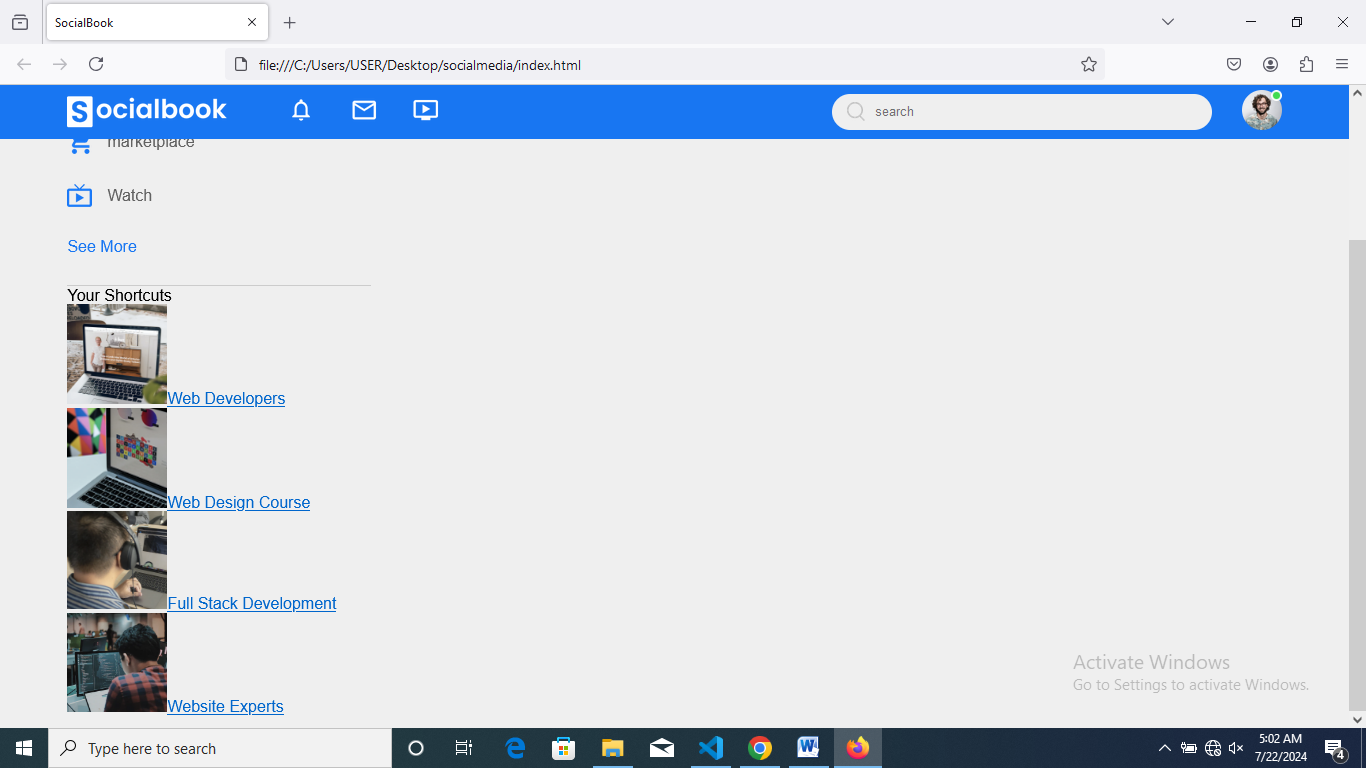 SocialBook
file:///C:/Users/USER/Desktop/socialmedia/index.html
Socialbook
search
marketplace
Watch
See More
Your Shortcuts
Web Developers
Web Design Course
Full Stack Development
Website Experts
Activate Windows
Go to Settings to activate Windows.
Type here to search
5:02 AM
7/22/2024
4